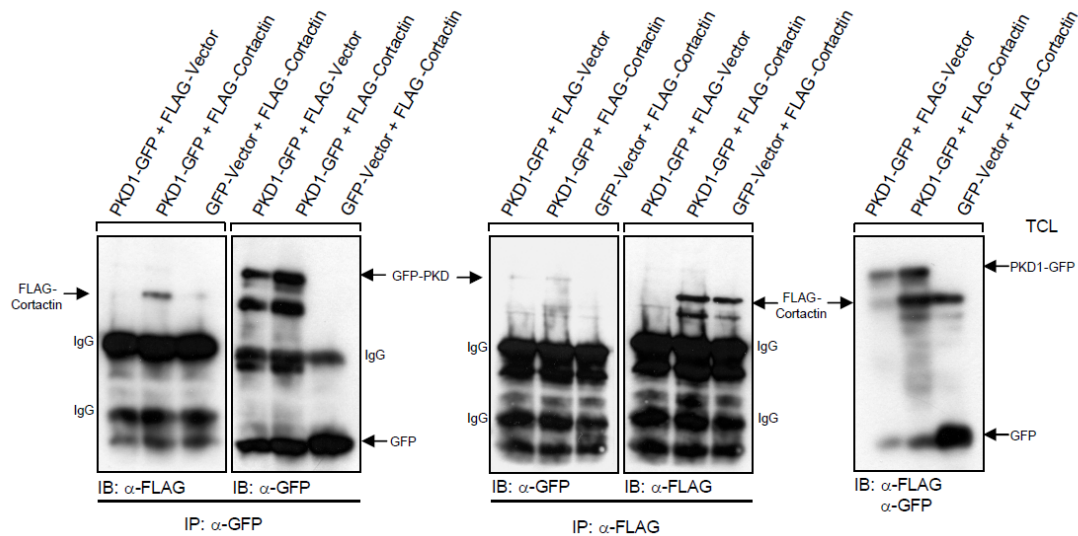 PKD1-GFP + FLAG-Vector
PKD1-GFP + FLAG-Cortactin
GFP-Vector + FLAG-Cortactin
PKD1-GFP + FLAG-Vector
PKD1-GFP + FLAG-Cortactin
GFP-Vector + FLAG-Cortactin
PKD1-GFP + FLAG-Vector
PKD1-GFP + FLAG-Cortactin
GFP-Vector + FLAG-Cortactin
PKD1-GFP + FLAG-Vector
PKD1-GFP + FLAG-Cortactin
GFP-Vector + FLAG-Cortactin
PKD1-GFP + FLAG-Vector
PKD1-GFP + FLAG-Cortactin
GFP-Vector + FLAG-Cortactin
TCL
FLAG-
Cortactin
GFP-PKD
FLAG-
Cortactin
PKD1-GFP
IgG
IgG
IgG
IgG
IgG
IgG
GFP
GFP
IB: α-FLAG
IB: α-GFP
IB: α-GFP
IB: α-FLAG
IB: α-FLAG
α-GFP
IP: α-GFP
IP: α-FLAG